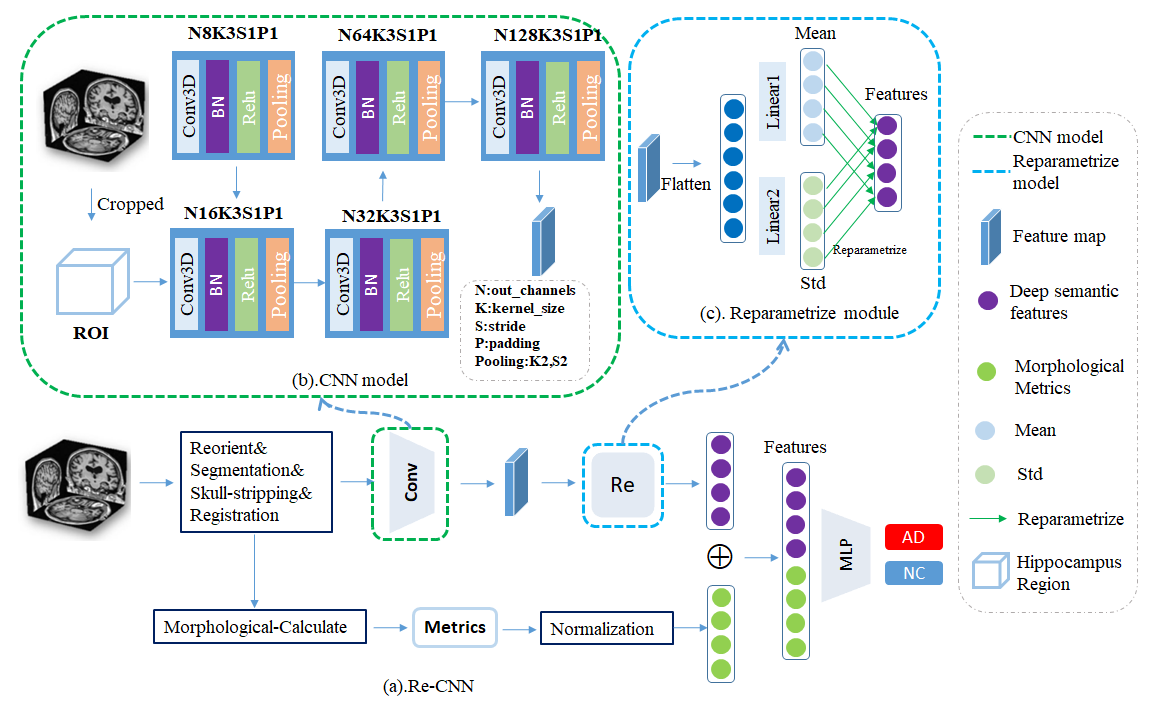 N8K3S1P1
N64K3S1P1
N128K3S1P1
Conv3D
BN
Relu
Pooling
Conv3D
BN
Relu
Pooling
Conv3D
BN
Relu
Pooling
Cropped
ROI
N16K3S1P1
N32K3S1P1
Conv3D
BN
Relu
Pooling
Conv3D
BN
Relu
Pooling
N:out_channels
K:kernel_size
S:stride
P:padding
Pooling:K2,S2
(b).CNN model
Mean
Features
Flatten
Linear1
Linear2
Reparametrize
Std
(c). Reparametrize module
CNN model
Reparametrize
model
Feature map
Deep semantic
features
Morphological
Metrics
Mean
Std
Reparametrize
Hippocampus
Region
Reorient&
Segmentation&
Skull-stripping&
Registration
Conv
Re
Features
MLP
AD
NC
Morphological-Calculate
Metrics
Normalization
(a).Re-CNN